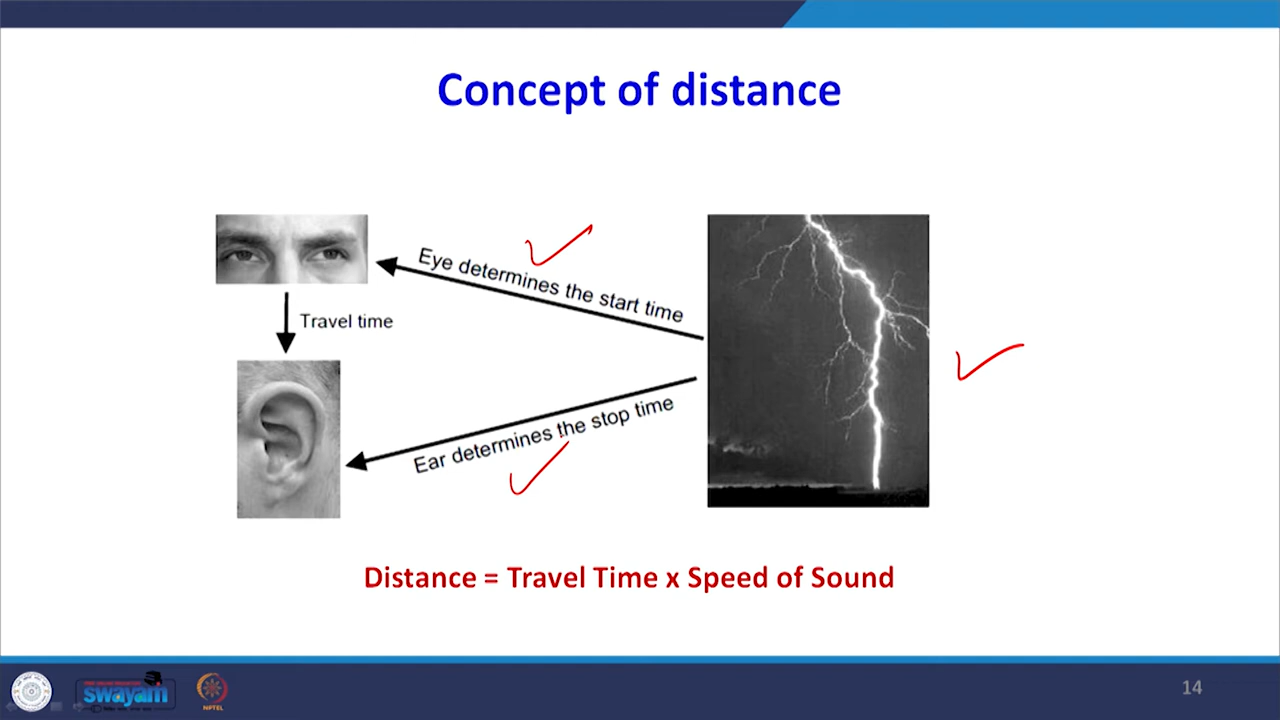 Concept of distance
Eye determines the start time
Travel time
Ear determines the stop time
Distance = Travel Time x Speed of Sound
swayam
NPTEL
14